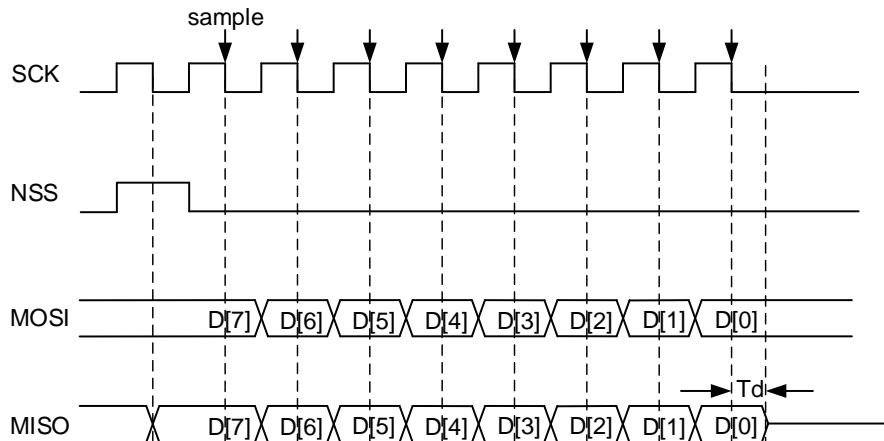 sample
SCK
NSS
MOSI D[7] D[6] D[5] D[4] D[3] D[2] D[1] D[0]
Td
MISO D[7] D[6] D[5] D[4] D[3] D[2] D[1] D[0]